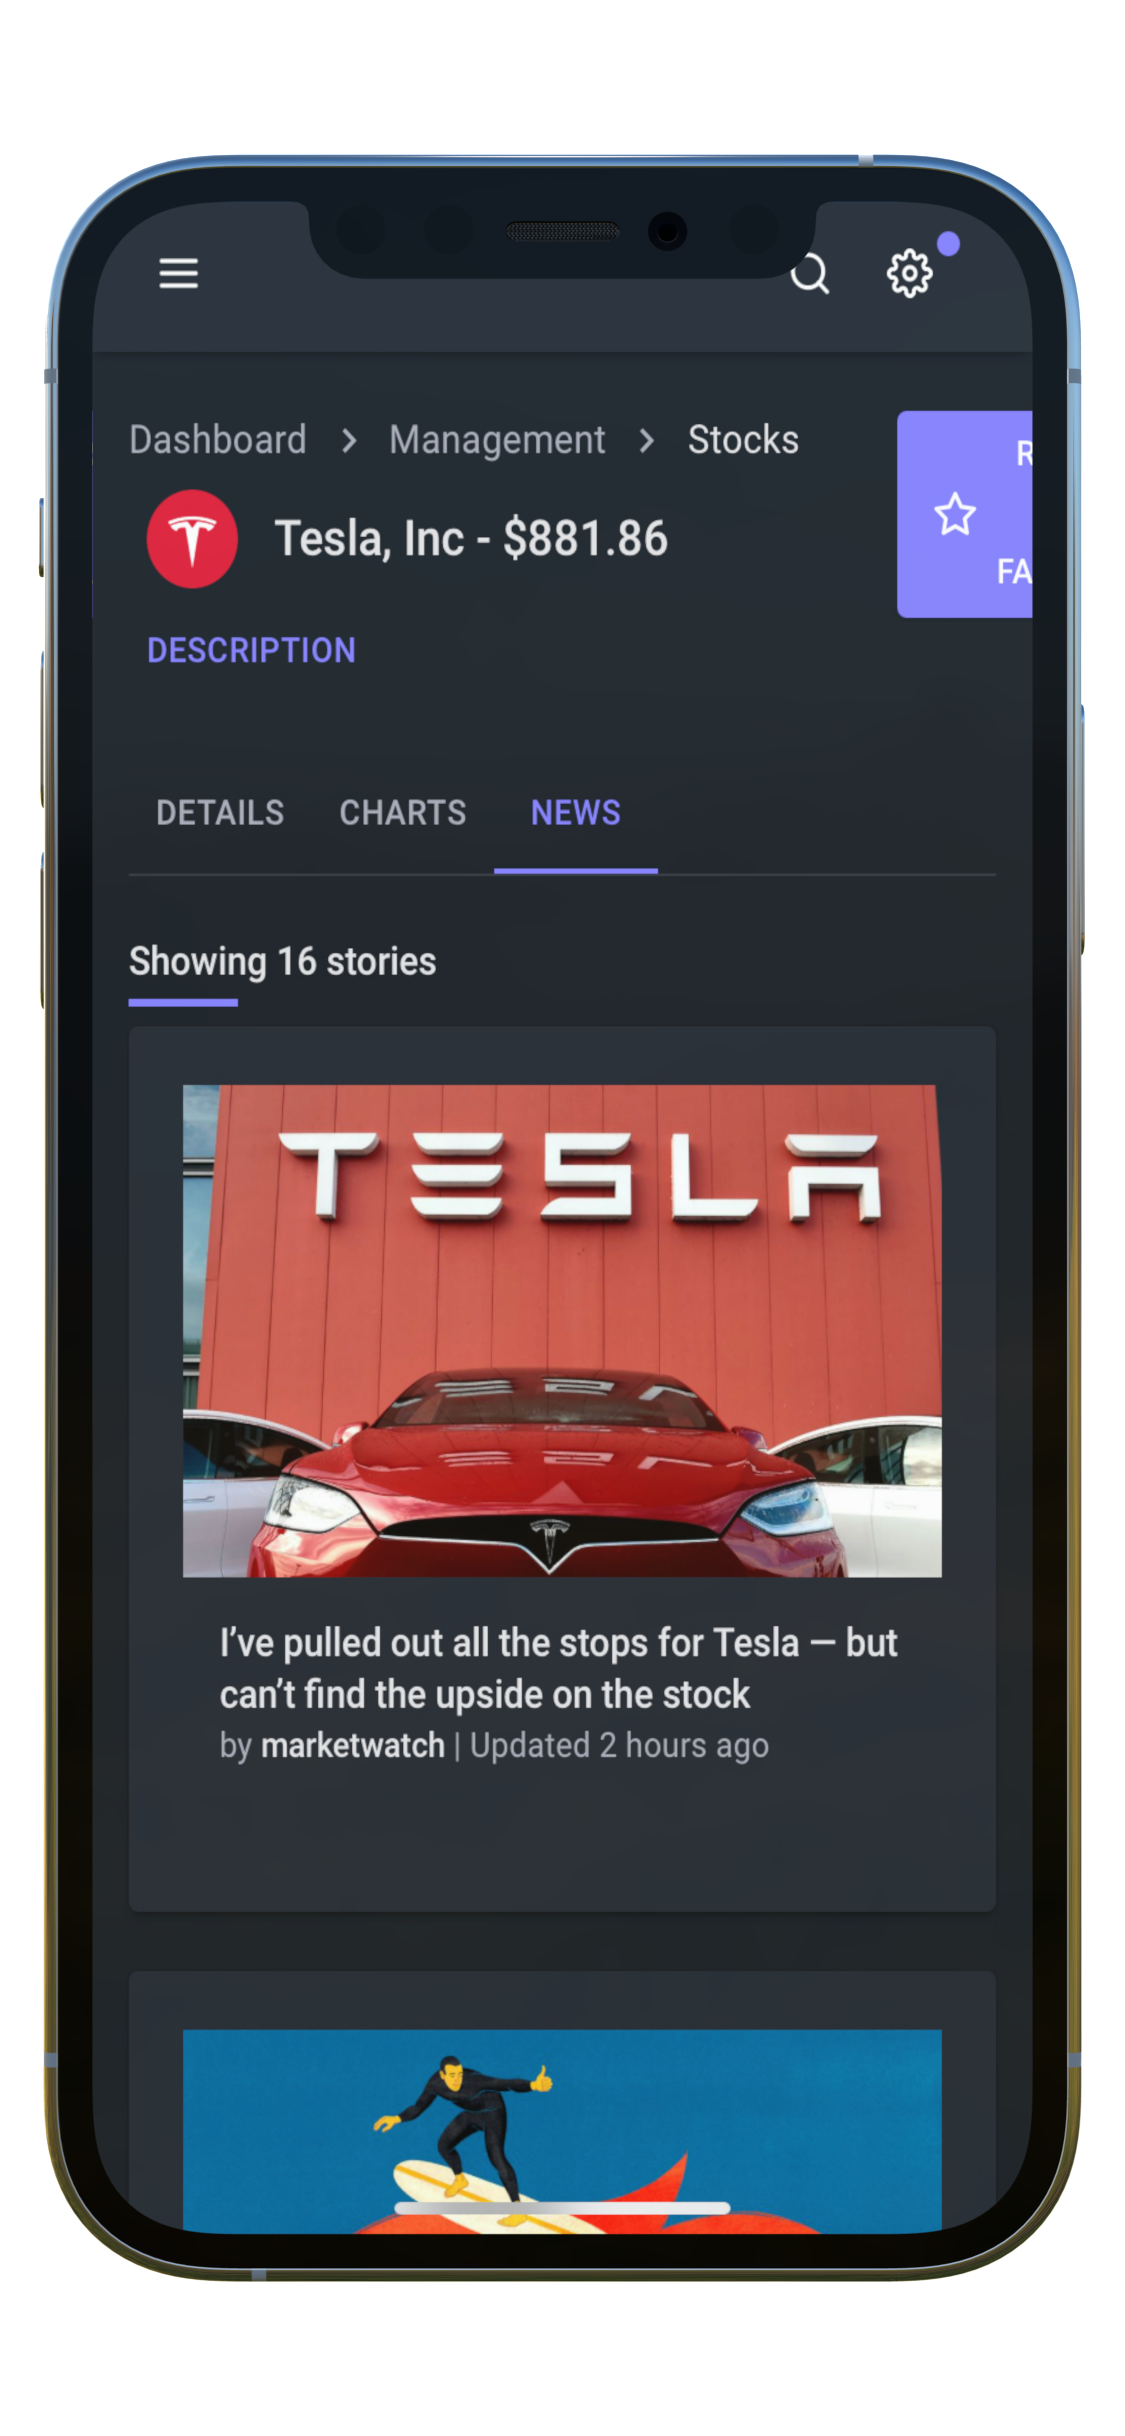 Dashboard > Management > Stocks
Tesla, Inc - $881.86
DESCRIPTION
DETAILS CHARTS NEWS
Showing 16 stories
TESLA
I’ve pulled out all the stops for Tesla — but
can’t find the upside on the stock
by marketwatch | Updated 2 hours ago